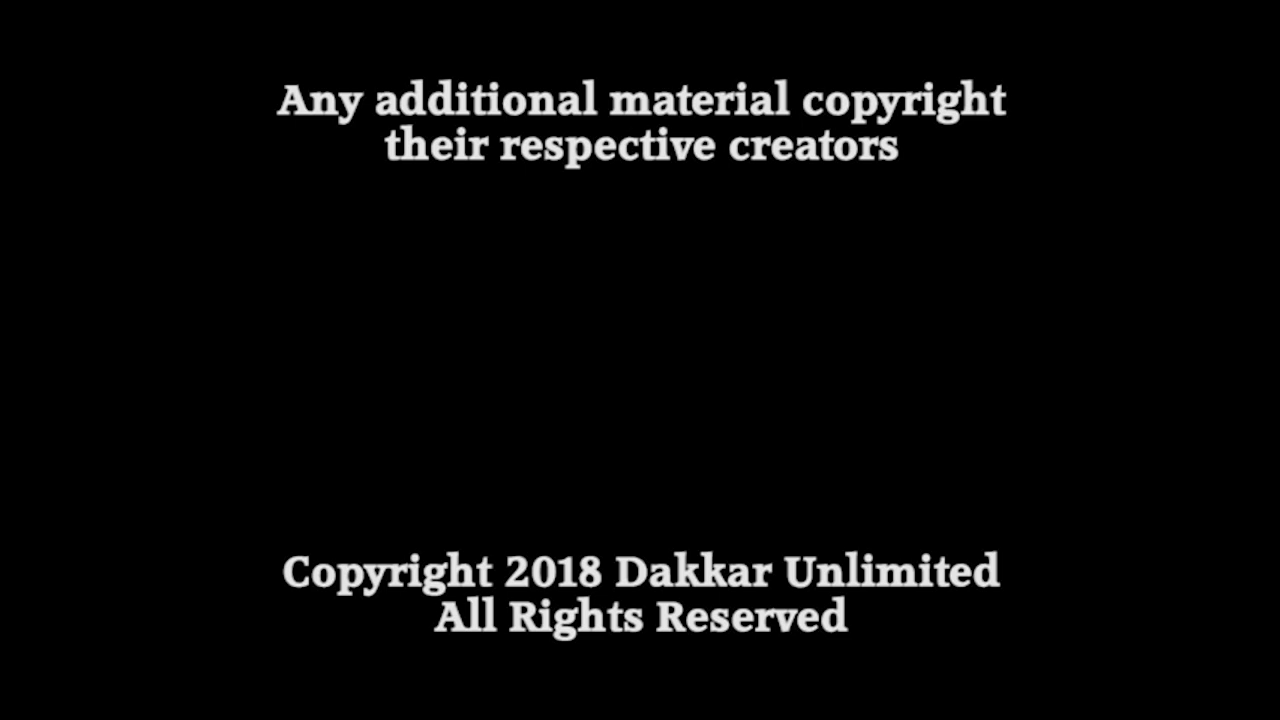 Any additional material copyright
their respective creators
Copyright 2018 Dakkar Unlimited
All Rights Reserved